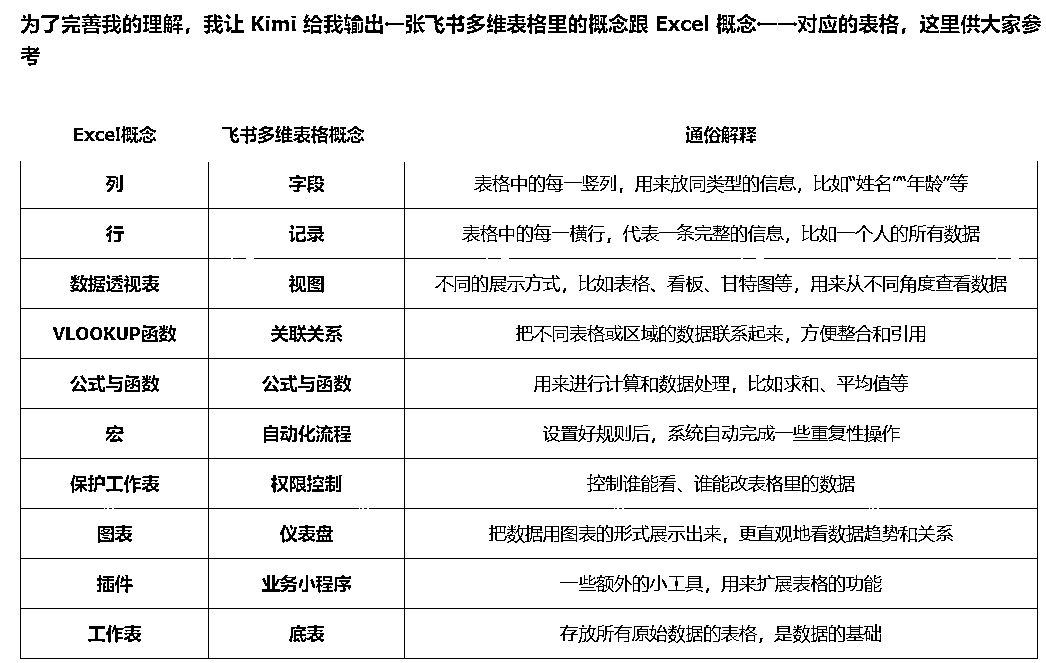 为了完善我的理解，我让 Kimi 给我输出一张飞书多维表格里的概念跟 Excel 概念一一对应的表格，这里供大家参
考
Excel概念 飞书多维表格概念 通俗解释
列 字段 表格中的每一竖列，用来放同类型的信息，比如“姓名”“年龄”等
行 记录 表格中的每一横行，代表一条完整的信息，比如一个人的所有数据
数据透视表 视图 不同的展示方式，比如表格、看板、甘特图等，用来从不同角度查看数据
VLOOKUP函数 关联关系 把不同表格或区域的数据联系起来，方便整合和引用
公式与函数 公式与函数 用来进行计算和数据处理，比如求和、平均值等
宏 自动化流程 设置好规则后，系统自动完成一些重复性操作
保护工作表 权限控制 控制谁能看、谁能改表格里的数据
图表 仪表盘 把数据用图表的形式展示出来，更直观地看数据趋势和关系
插件 业务小程序 一些额外的小工具，用来扩展表格的功能
工作表 底表 存放所有原始数据的表格，是数据的基础